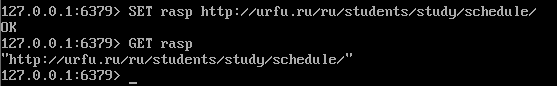 127.0.0.1:6379> SET rasp http://urfu.ru/ru/students/study/schedule/
OK
127.0.0.1:6379> GET rasp
"http://urfu.ru/ru/students/study/schedule/"
127.0.0.1:6379> _